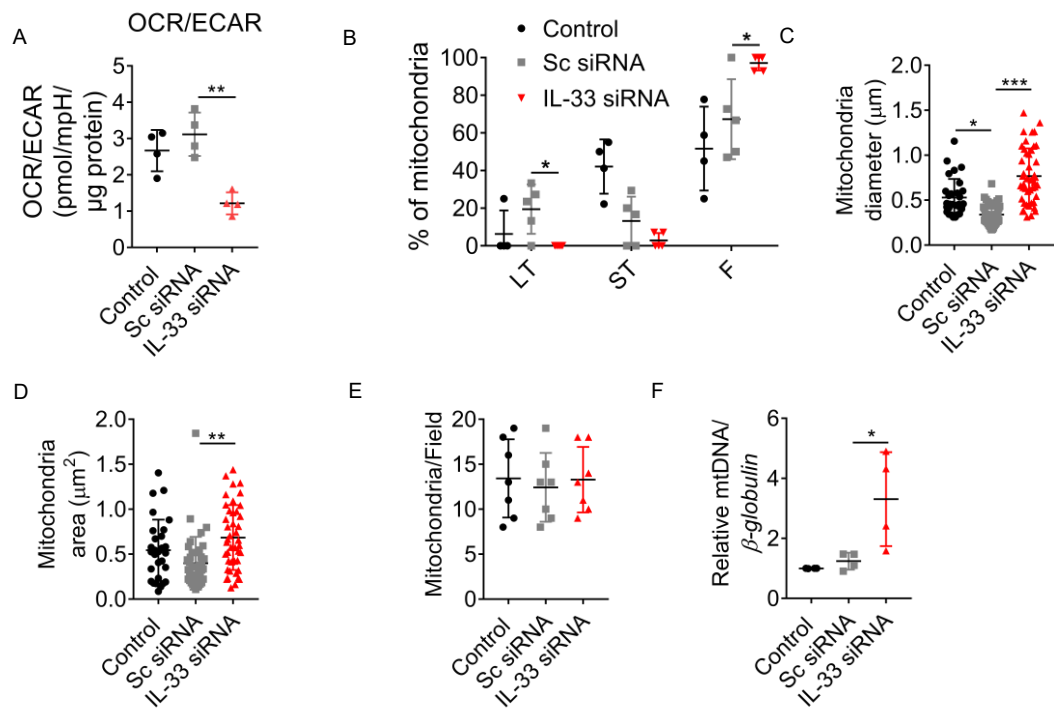 A
OCR/ECAR
OCR/ECAR
(pmol/mpH/
µg protein)
5
4
3
2
1
0
**
Control
Sc siRNA
IL-33 siRNA
B
% of mitochondria
100
80
60
40
20
0
Control
Sc siRNA
IL-33 siRNA
*
*
LT
ST
F
C
Mitochondria
diameter (µm)
2.0
1.5
1.0
0.5
0.0
*
***
Control
Sc siRNA
IL-33 siRNA
D
Mitochondria
area (µm²)
2.0
1.5
1.0
0.5
0.0
**
Control
Sc siRNA
IL-33 siRNA
E
Mitochondria/Field
20
15
10
5
0
Control
Sc siRNA
IL-33 siRNA
F
Relative mtDNA/
β-globulin
6
4
2
0
*
Control
Sc siRNA
IL-33 siRNA